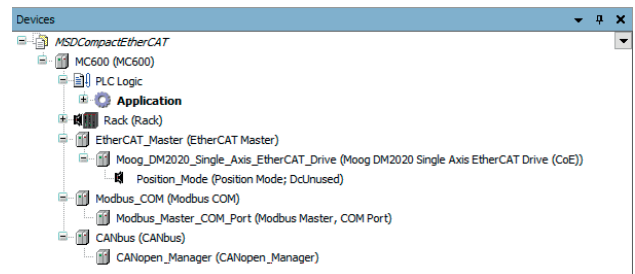 Devices
MSDCompactEtherCAT
MC600 (MC600)
PLC Logic
Application
Rack (Rack)
EtherCAT_Master (EtherCAT Master)
Moog_DM2020_Single_Axis_EtherCAT_Drive (Moog DM2020 Single Axis EtherCAT Drive (CoE))
Position_Mode (Position Mode; DcUnused)
Modbus_COM (Modbus COM)
Modbus_Master_COM_Port (Modbus Master, COM Port)
CANbus (CANbus)
CANopen_Manager (CANopen_Manager)